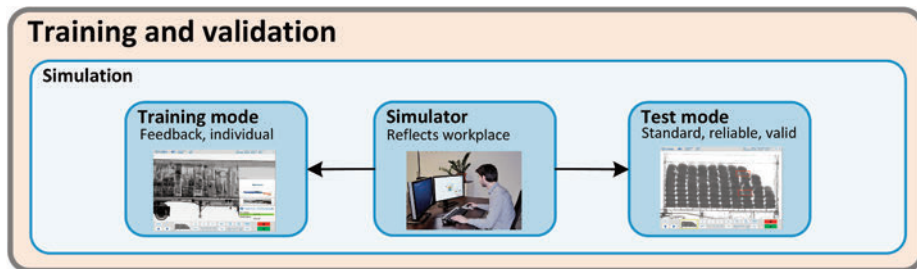 Training and validation
Simulation
Training mode
Feedback, individual
Simulator
Reflects workplace
Test mode
Standard, reliable, valid